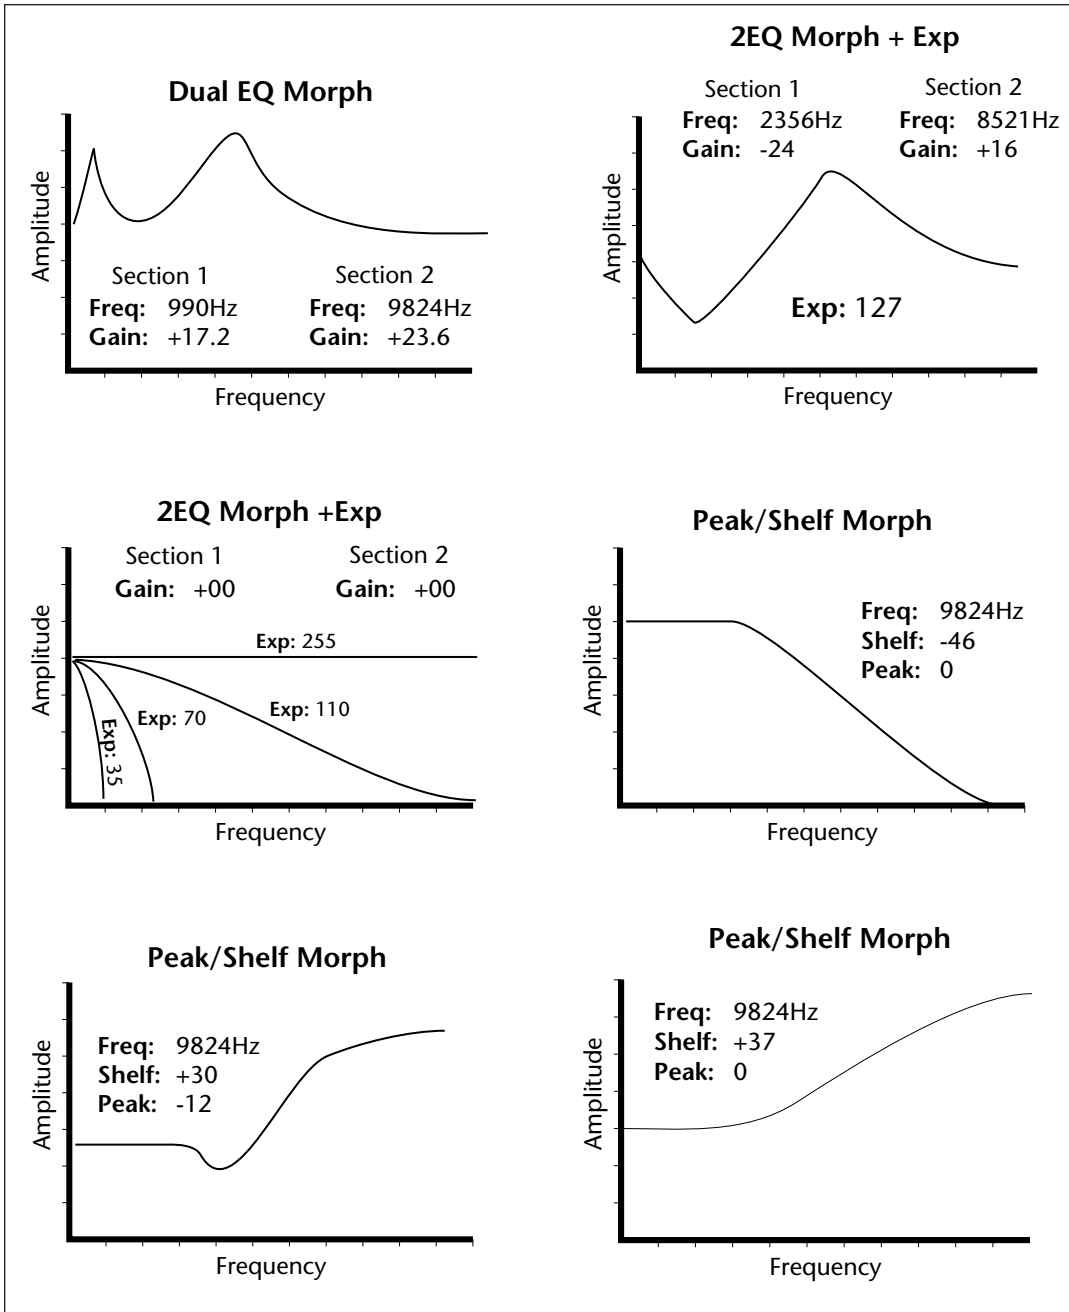 Dual EQ Morph
Amplitude
Section 1
Freq: 990Hz
Gain: +17.2
Section 2
Freq: 9824Hz
Gain: +23.6
Frequency
2EQ Morph + Exp
Section 1
Freq: 2356Hz
Gain: -24
Section 2
Freq: 8521Hz
Gain: +16
Amplitude
Exp: 127
Frequency
2EQ Morph +Exp
Section 1
Gain: +00
Section 2
Gain: +00
Amplitude
Exp: 255
Exp: 110
Exp: 70
Exp: 35
Frequency
Peak/Shelf Morph
Amplitude
Freq: 9824Hz
Shelf: -46
Peak: 0
Frequency
Peak/Shelf Morph
Amplitude
Freq: 9824Hz
Shelf: +30
Peak: -12
Frequency
Peak/Shelf Morph
Amplitude
Freq: 9824Hz
Shelf: +37
Peak: 0
Frequency